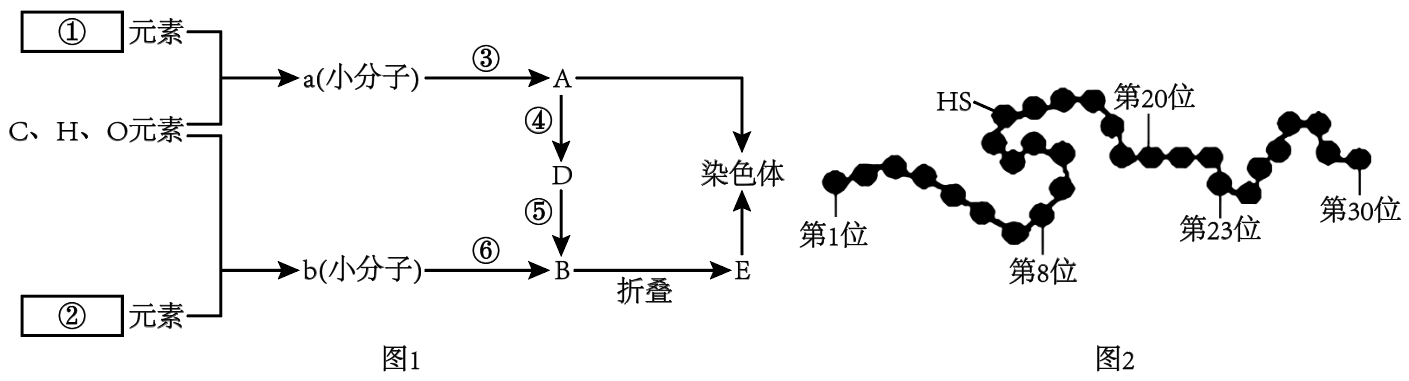 ① 元素
C、H、O元素
② 元素
a(小分子)
③
A
④
D
⑤
b(小分子)
⑥
B
折叠
E
染色体
图1
HS
第1位
第8位
第20位
第23位
第30位
图2